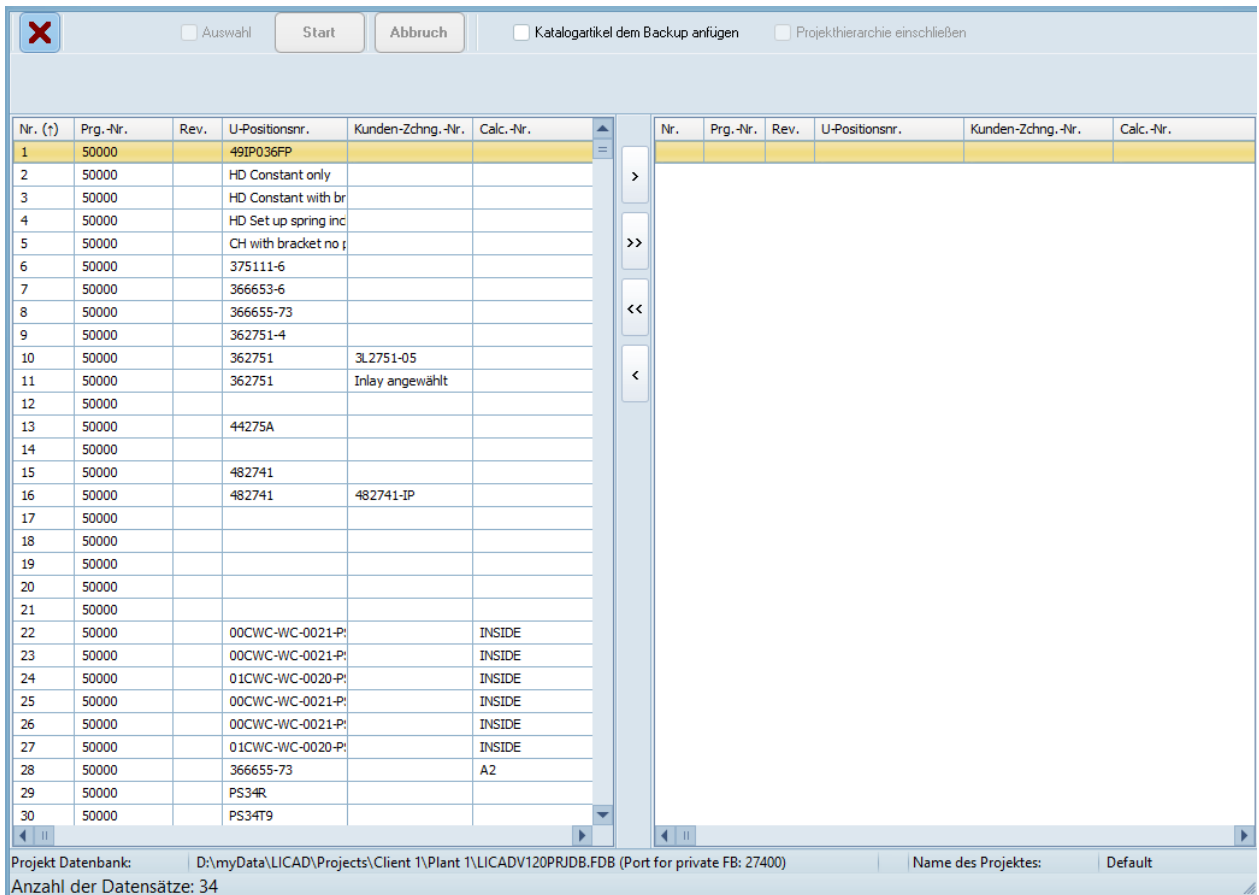 Auswahl Start Abbruch Katalogartikel dem Backup anfügen Projekthierarchie einschließen
Nr. (↑) Prg.-Nr. Rev. U-Positionsnr. Kunden-Zchng.-Nr. Calc.-Nr. Nr. Prg.-Nr. Rev. U-Positionsnr. Kunden-Zchng.-Nr. Calc.-Nr.
1 50000 49IP036FP
2 50000 HD Constant only
>
3 50000 HD Constant with br
4 50000 HD Set up spring inc
5 50000 CH with bracket no
>>
6 50000 375111-6
7 50000 366653-6
8 50000 366655-73
<<
9 50000 362751-4
10 50000 362751 3L2751-05
11 50000 362751 Inlay angewählt
<
12 50000
13 50000 44275A
14 50000
15 50000 482741
16 50000 482741 482741-IP
17 50000
18 50000
19 50000
20 50000
21 50000
22 50000 00CWC-WC-0021-PS INSIDE
23 50000 00CWC-WC-0021-PS INSIDE
24 50000 01CWC-WC-0020-PS INSIDE
25 50000 00CWC-WC-0021-PS INSIDE
26 50000 00CWC-WC-0021-PS INSIDE
27 50000 01CWC-WC-0020-PS INSIDE
28 50000 366655-73 A2
29 50000 PS34R
30 50000 PS34T9
Projekt Datenbank: D:\myData\LICAD\Projects\Client 1\Plant 1\LICADV120PRJDB.FDB (Port for private FB: 27400) Name des Projektes: Default
Anzahl der Datensätze: 34